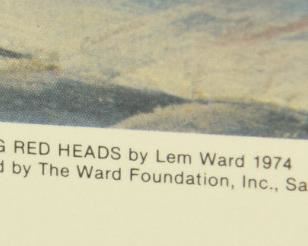 G RED HEADS by Lem Ward 1974
d by The Ward Foundation, Inc., Sa